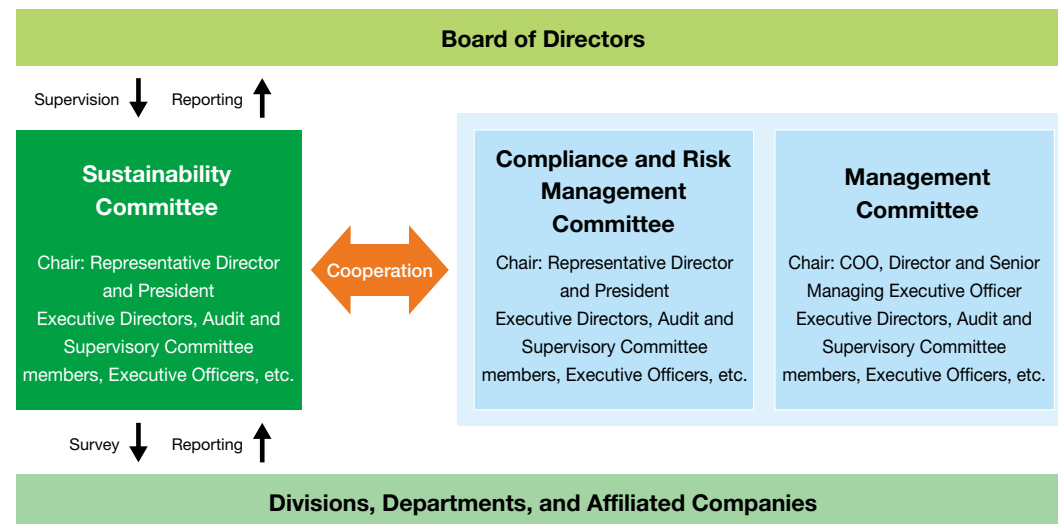 Board of Directors
Supervision
Reporting
Sustainability
Committee
Chair: Representative Director
and President
Executive Directors, Audit and
Supervisory Committee
members, Executive Officers, etc.
Cooperation
Compliance and Risk
Management
Committee
Chair: Representative Director
and President
Executive Directors, Audit and
Supervisory Committee
members, Executive Officers, etc.
Management
Committee
Chair: COO, Director and Senior
Managing Executive Officer
Executive Directors, Audit and
Supervisory Committee
members, Executive Officers, etc.
Survey
Reporting
Divisions, Departments, and Affiliated Companies